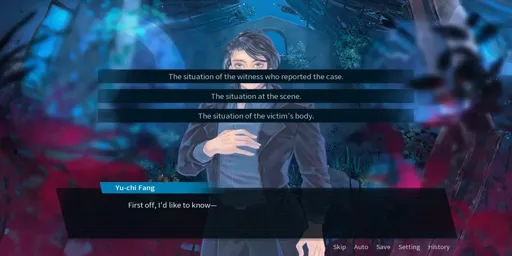 The situation of the witness who reported the case.
The situation at the scene.
The situation of the victim's body.
Yu-chi Fang
First off, I'd like to know—
Skip Auto Save Setting History